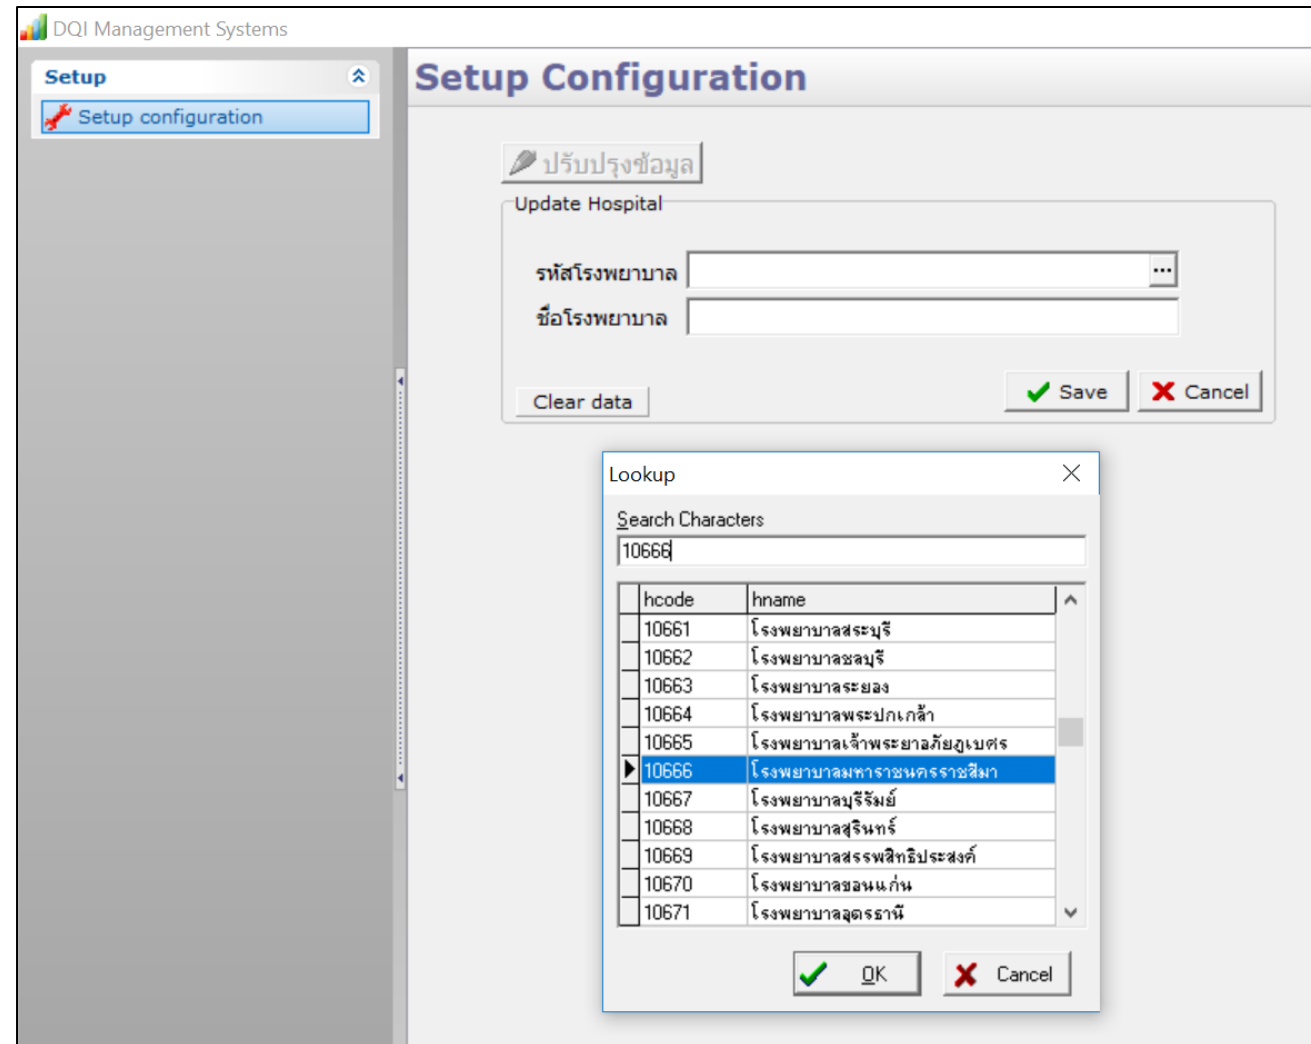 DQI Management Systems
Setup
Setup configuration
Setup Configuration
ปรับปรุงข้อมูล
Update Hospital
รหัสโรงพยาบาล
...
ชื่อโรงพยาบาล
Clear data
Save
Cancel
Lookup
Search Characters
10666
hcode hname
10661 โรงพยาบาลสระบุรี
10662 โรงพยาบาลชลบุรี
10663 โรงพยาบาลระยอง
10664 โรงพยาบาลพระปกเกล้า
10665 โรงพยาบาลเจ้าพระยาอภัยภูเบศร
10666 โรงพยาบาลมหาราชนครราชสีมา
10667 โรงพยาบาลบุรีรัมย์
10668 โรงพยาบาลสุรินทร์
10669 โรงพยาบาลสรรพสิทธิประสงค์
10670 โรงพยาบาลขอนแก่น
10671 โรงพยาบาลอุดรธานี
OK
Cancel